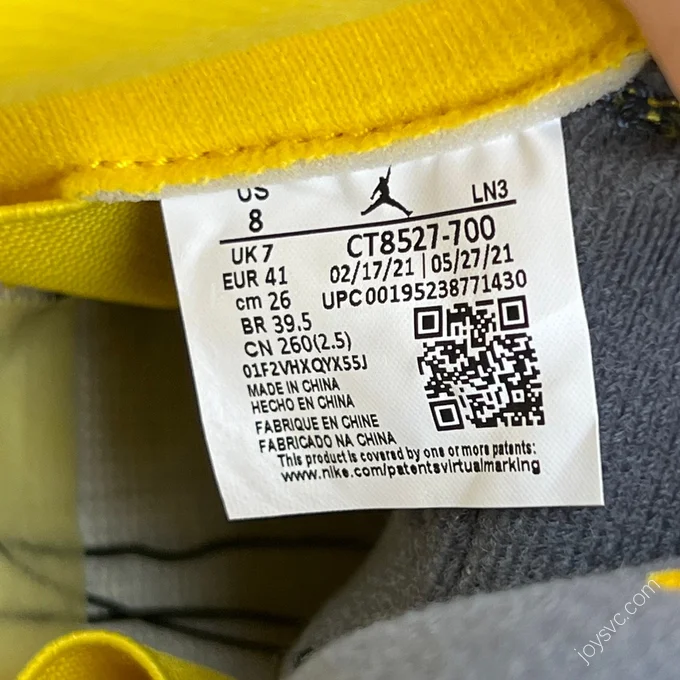 US
8
LN3
UK 7
EUR 41
cm 26
BR 39.5
CN 260(2.5)
CT8527-700
02/17/21 | 05/27/21
UPC 00195238771430
01F2VHXQYX55J
MADE IN CHINA
HECHO EN CHINA
FABRIQUE EN CHINE
FABRICADO NA CHINA
This product is covered by one or more patents:
www.nike.com/patentsvirtualmarking
joysvc.com